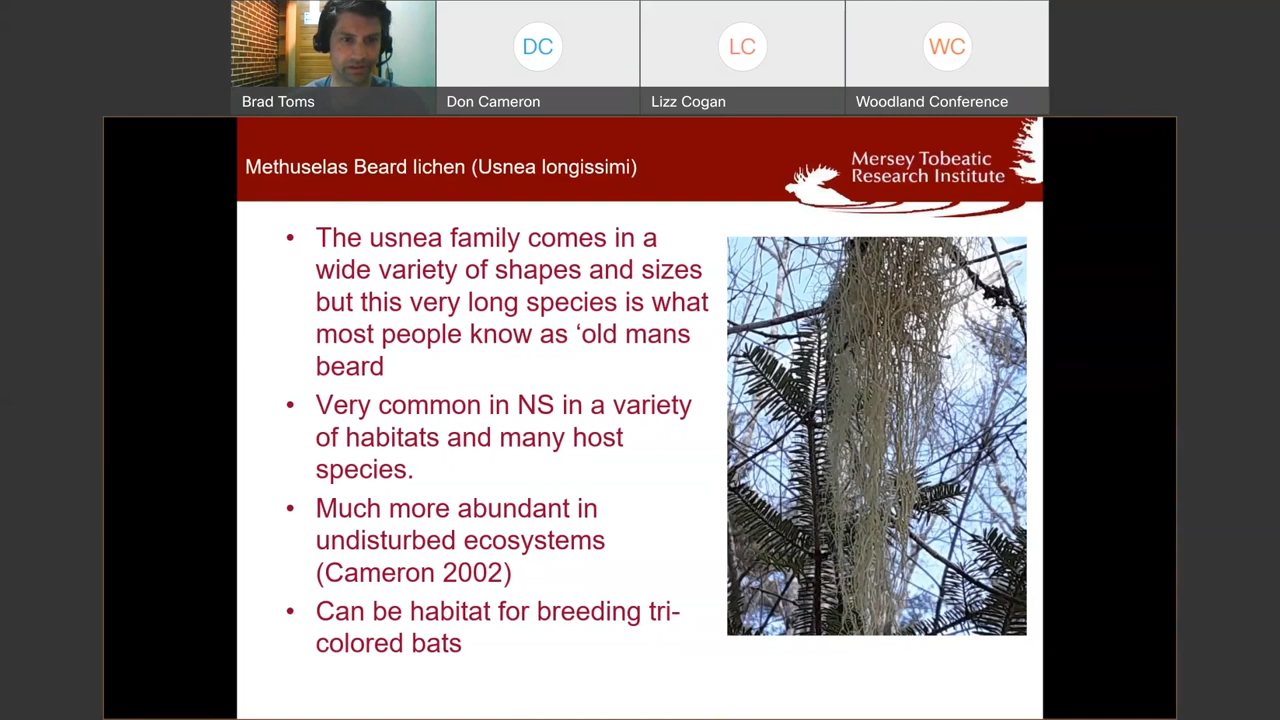 DC
LC
WC
Brad Toms
Don Cameron
Lizz Cogan
Woodland Conference
Methuselas Beard lichen (Usnea longissimi)
Mersey Tobeatic
Research Institute
• The usnea family comes in a
wide variety of shapes and sizes
but this very long species is what
most people know as ‘old mans
beard
• Very common in NS in a variety
of habitats and many host
species.
• Much more abundant in
undisturbed ecosystems
(Cameron 2002)
• Can be habitat for breeding tri-
colored bats